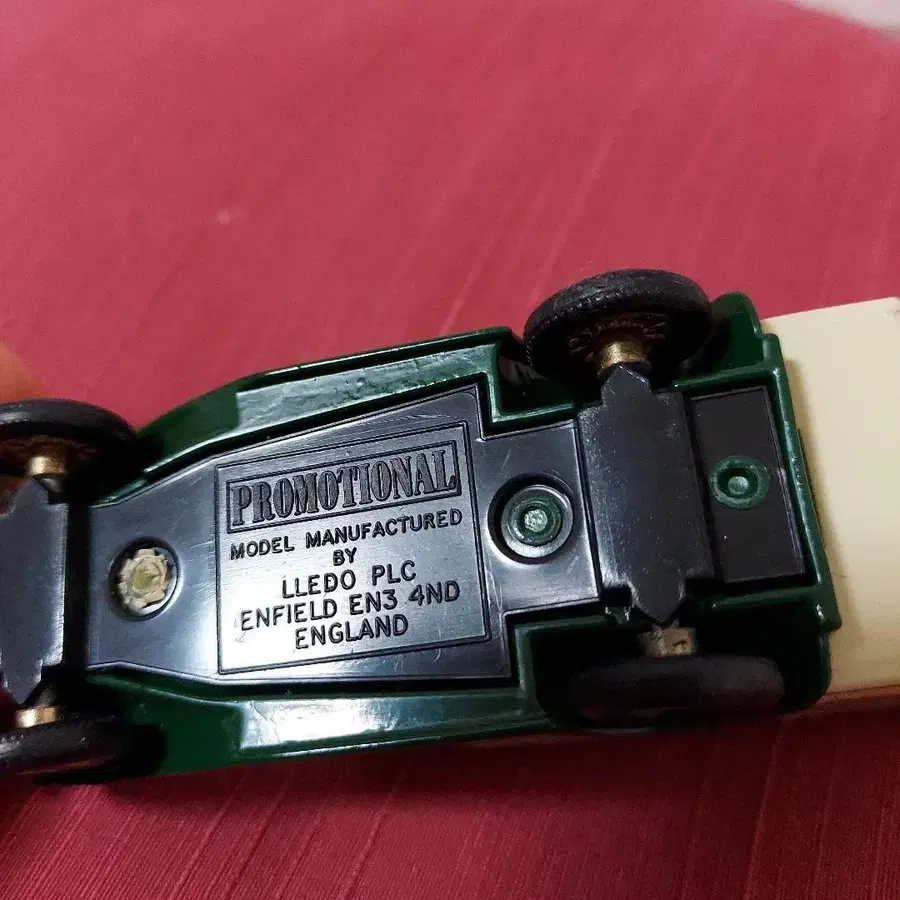 PROMOTIONAL
MODEL MANUFACTURED
BY
LLEDO PLC
ENFIELD EN3 4ND
ENGLAND